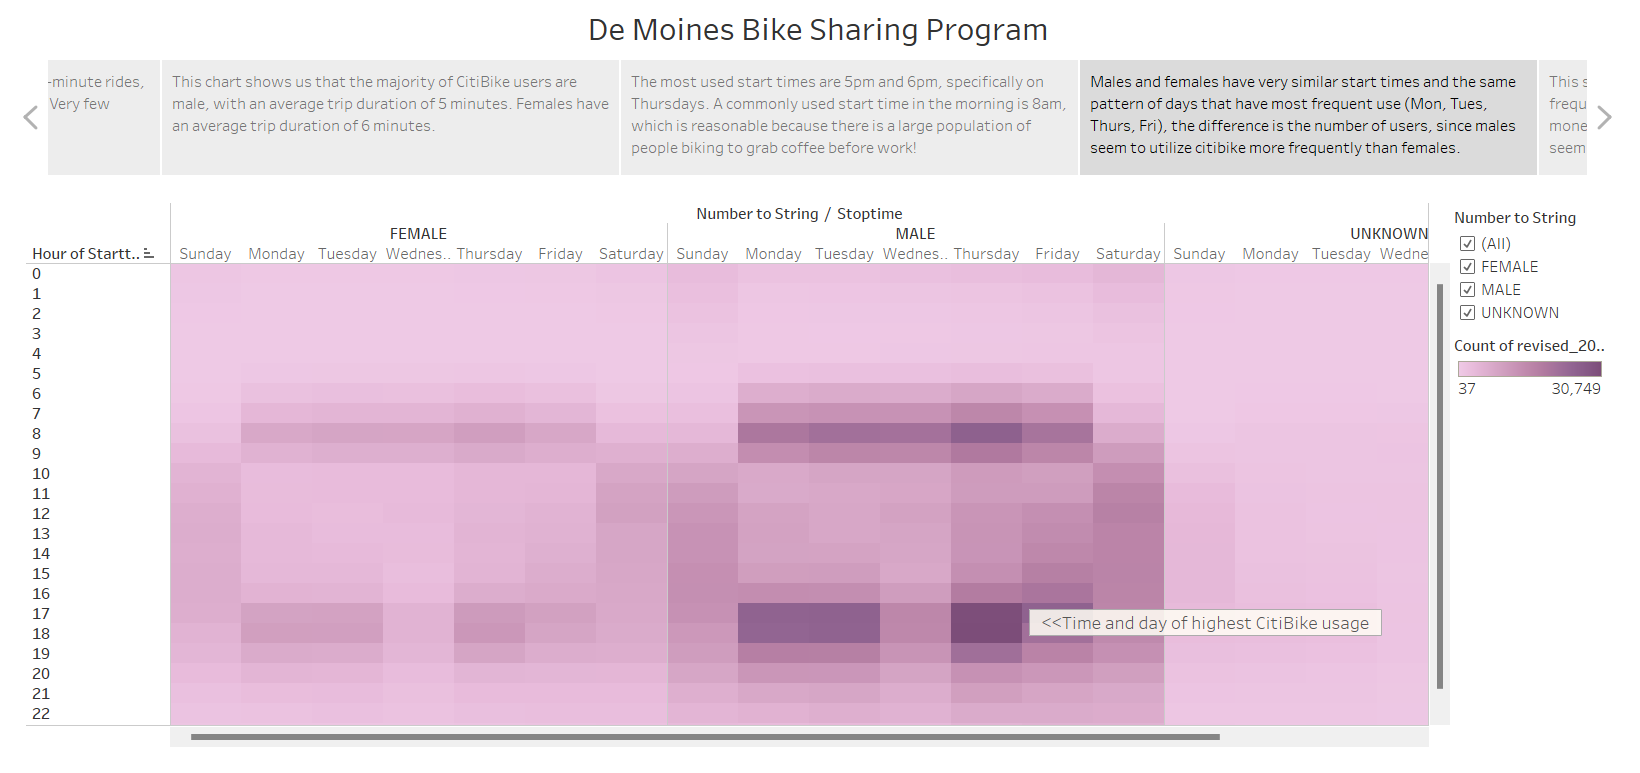 De Moines Bike Sharing Program
-minute rides,
Very few
This chart shows us that the majority of CitiBike users are
male, with an average trip duration of 5 minutes. Females have
an average trip duration of 6 minutes.
The most used start times are 5pm and 6pm, specifically on
Thursdays. A commonly used start time in the morning is 8am,
which is reasonable because there is a large population of
people biking to grab coffee before work!
Males and females have very similar start times and the same
pattern of days that have most frequent use (Mon, Tues,
Thurs, Fri), the difference is the number of users, since males
seem to utilize citibike more frequently than females.
This s
frequ
mone
seem
Number to String / Stoptime
FEMALE MALE UNKNOWN
Hour of Startt.. Sunday Monday Tuesday Wednes.. Thursday Friday Saturday Sunday Monday Tuesday Wednes.. Thursday Friday Saturday Sunday Monday Tuesday Wedne
0
1
2
3
4
5
6
7
8
9
10
11
12
13
14
15
16
17
18
19
20
21
22
<<Time and day of highest CitiBike usage
Number to String
(All)
FEMALE
MALE
UNKNOWN
Count of revised_20..
37 30,749